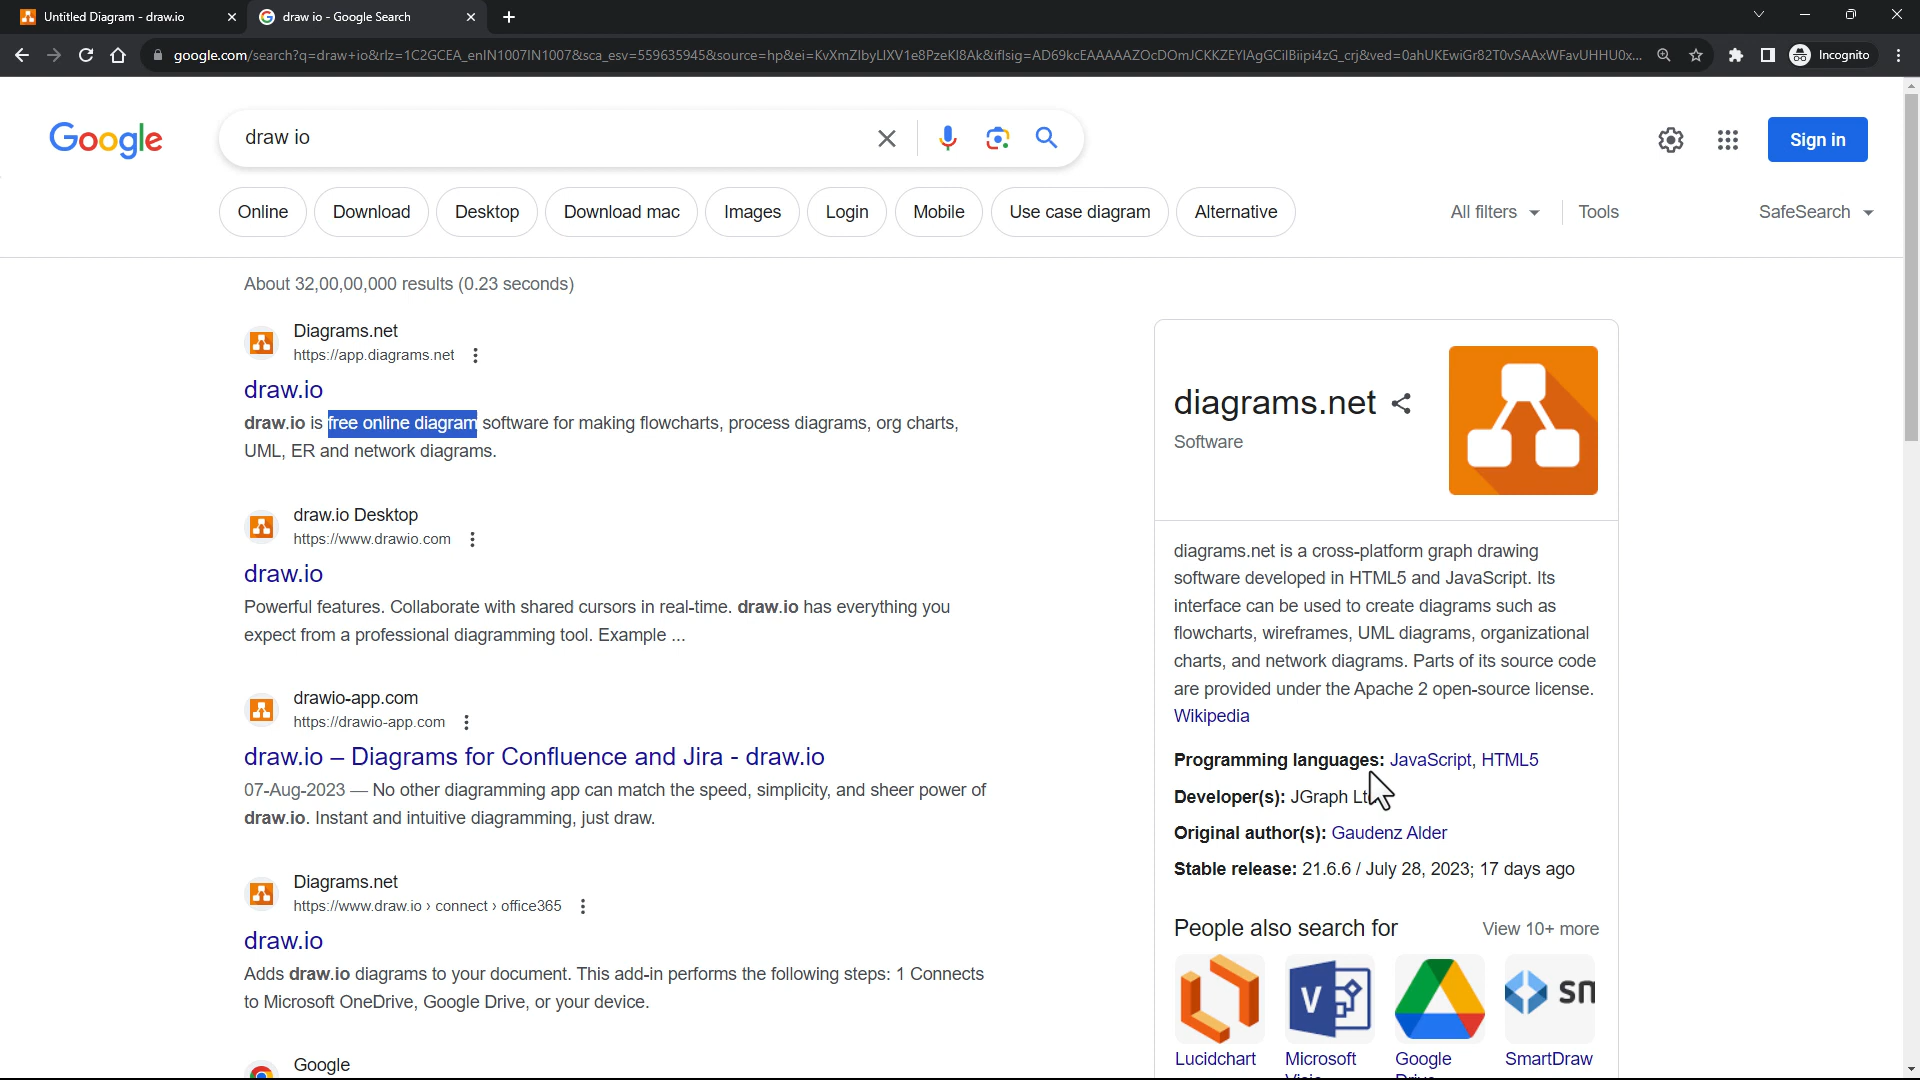 Untitled Diagram - draw.io
draw io - Google Search
google.com/search?q=draw+io&rlz=1C2GCEA_enIN1007IN1007&sca_esv=559635945&source=hp&ei=KvXmZIbyLIXV1e8PzeKI8Ak&iflsig=AD69kcEAAAAAZOcDOmJCKKZEYIAgGCilBiipi4zG_crj&ved=0ahUKEwiGr82T0vSAAxWFavUHHU0x...
Incognito
Google
draw io
Sign in
Online
Download
Desktop
Download mac
Images
Login
Mobile
Use case diagram
Alternative
All filters
Tools
SafeSearch
About 32,00,00,000 results (0.23 seconds)
Diagrams.net
https://app.diagrams.net
draw.io
draw.io is free online diagram software for making flowcharts, process diagrams, org charts,
UML, ER and network diagrams.
draw.io Desktop
https://www.drawio.com
draw.io
Powerful features. Collaborate with shared cursors in real-time. draw.io has everything you
expect from a professional diagramming tool. Example ...
drawio-app.com
https://drawio-app.com
draw.io – Diagrams for Confluence and Jira - draw.io
07-Aug-2023 — No other diagramming app can match the speed, simplicity, and sheer power of
draw.io. Instant and intuitive diagramming, just draw.
Diagrams.net
https://www.draw.io › connect › office365
draw.io
Adds draw.io diagrams to your document. This add-in performs the following steps: 1 Connects
to Microsoft OneDrive, Google Drive, or your device.
Google
diagrams.net
Software
diagrams.net is a cross-platform graph drawing
software developed in HTML5 and JavaScript. Its
interface can be used to create diagrams such as
flowcharts, wireframes, UML diagrams, organizational
charts, and network diagrams. Parts of its source code
are provided under the Apache 2 open-source license.
Wikipedia
Programming languages: JavaScript, HTML5
Developer(s): JGraph Lt
Original author(s): Gaudenz Alder
Stable release: 21.6.6 / July 28, 2023; 17 days ago
People also search for
View 10+ more
V
sn
Lucidchart
Microsoft
Google
SmartDraw